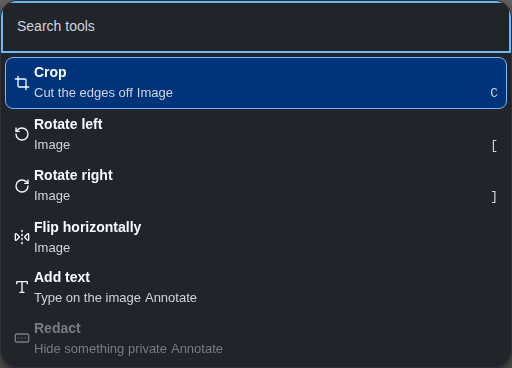 Search tools
Crop
Cut the edges off Image
C
Rotate left
Image
[
Rotate right
Image
]
Flip horizontally
Image
Add text
Type on the image Annotate
Redact
Hide something private Annotate